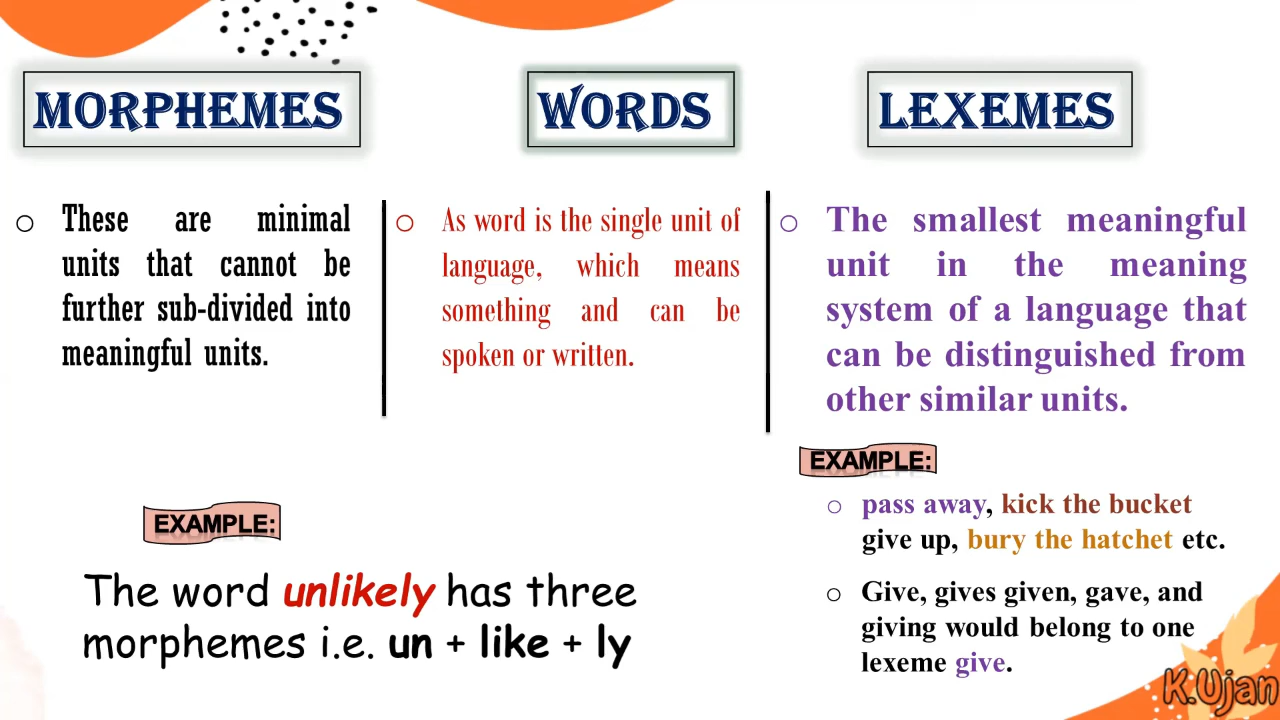 MORPHEMES
WORDS
LEXEMES
o These are minimal
units that cannot be
further sub-divided into
meaningful units.
o As word is the single unit of
language, which means
something and can be
spoken or written.
o The smallest meaningful
unit in the meaning
system of a language that
can be distinguished from
other similar units.
EXAMPLE:
The word unlikely has three
morphemes i.e. un + like + ly
EXAMPLE:
o pass away, kick the bucket
give up, bury the hatchet etc.
o Give, gives given, gave, and
giving would belong to one
lexeme give.
K.Ujan